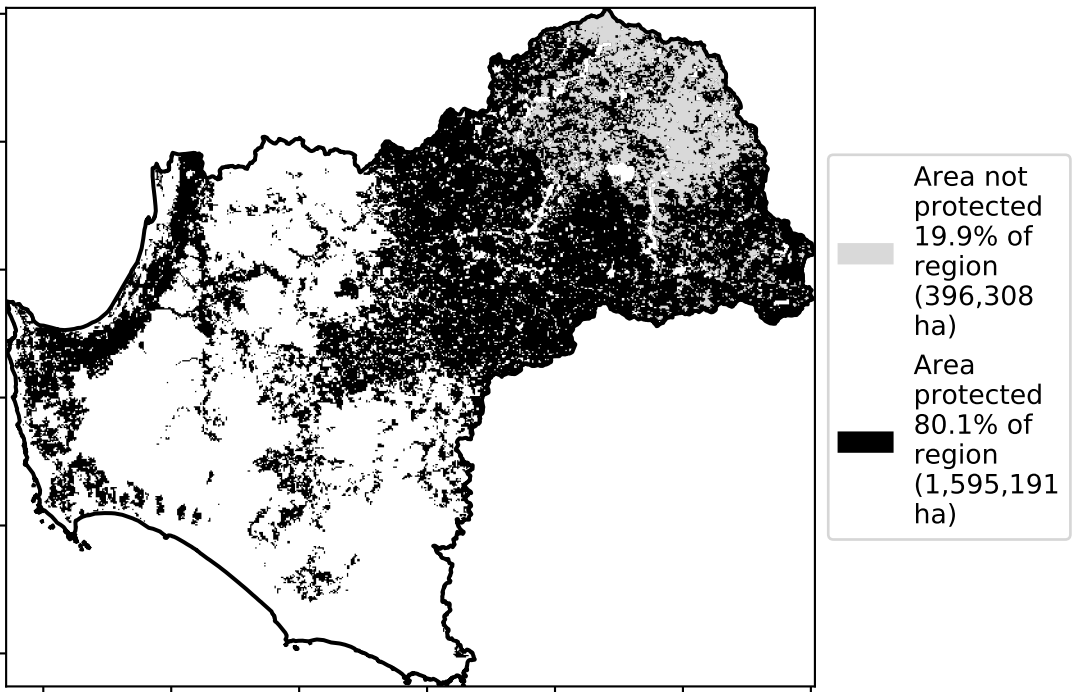 Area not
protected
19.9% of
region
(396,308
ha)
Area
protected
80.1% of
region
(1,595,191
ha)